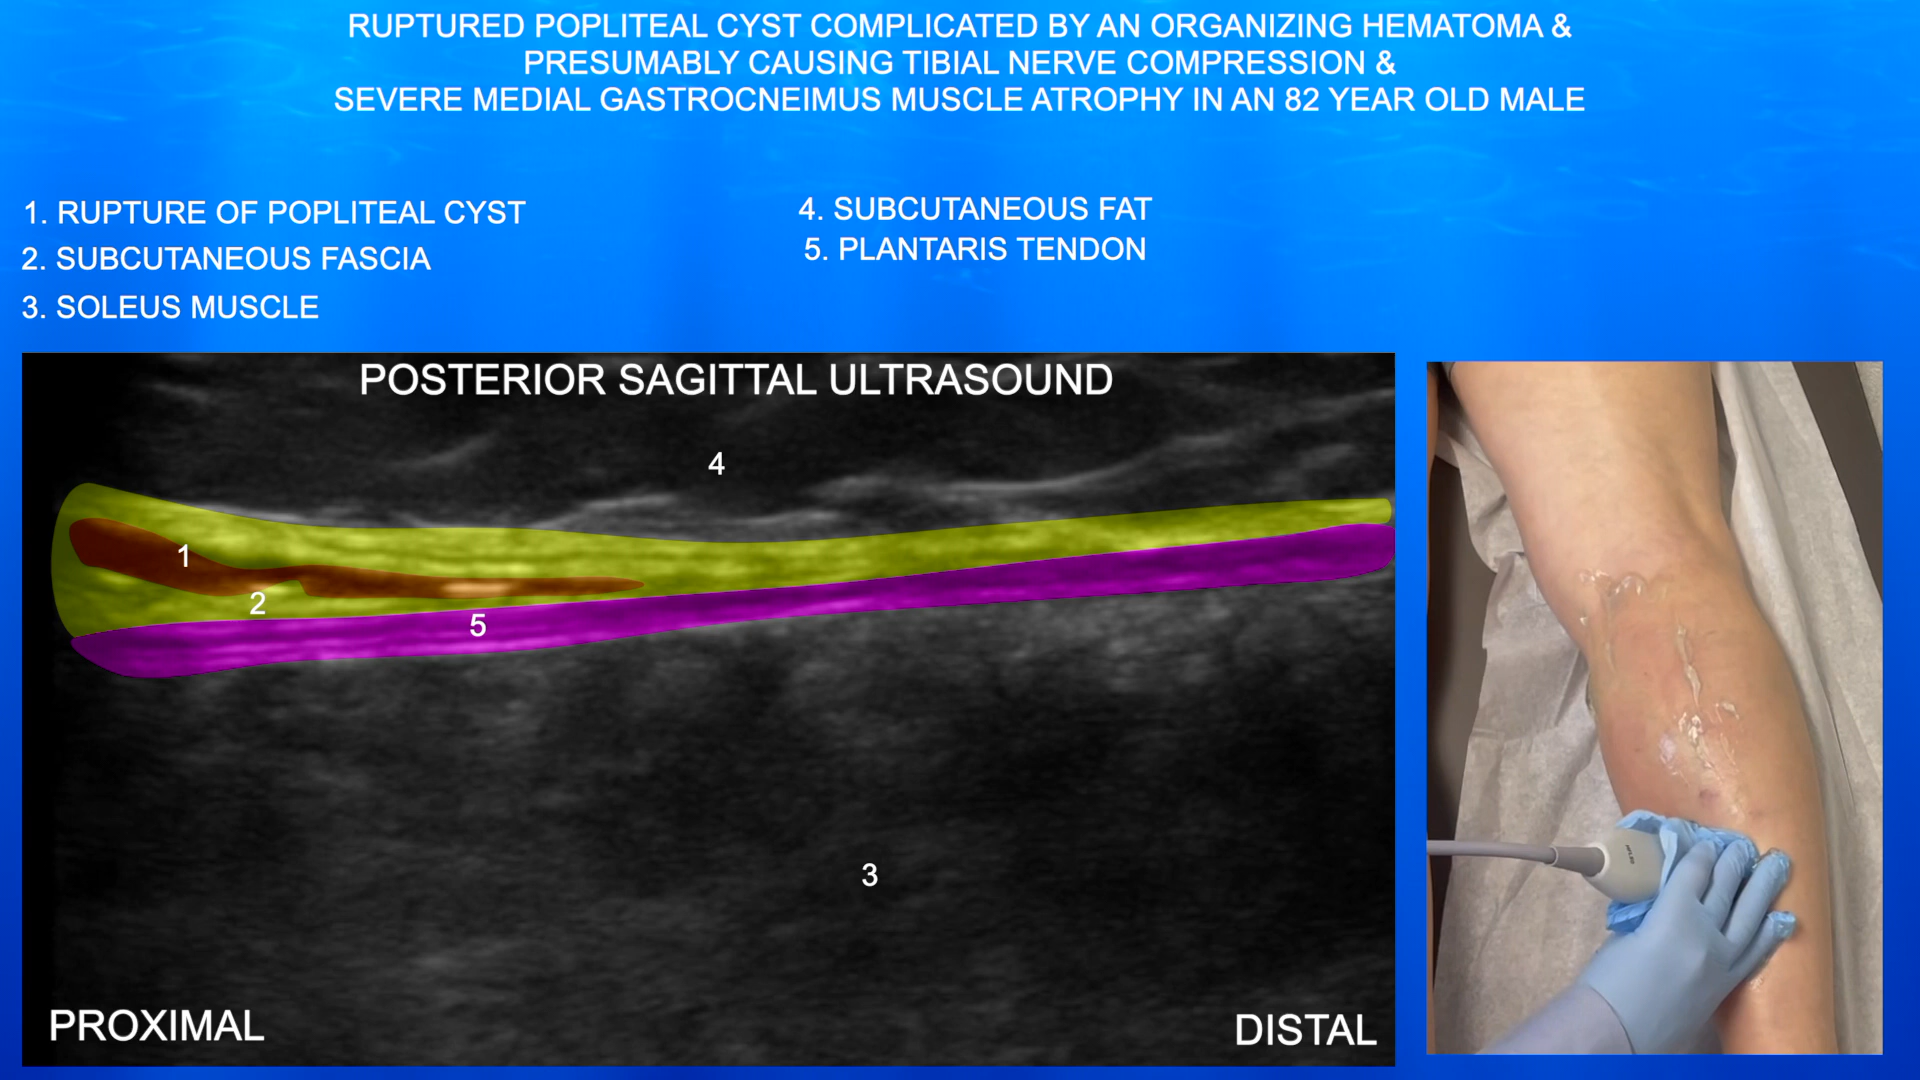 RUPTURED POPLITEAL CYST COMPLICATED BY AN ORGANIZING HEMATOMA &
PRESUMABLY CAUSING TIBIAL NERVE COMPRESSION &
SEVERE MEDIAL GASTROCNEIMUS MUSCLE ATROPHY IN AN 82 YEAR OLD MALE
1. RUPTURE OF POPLITEAL CYST
2. SUBCUTANEOUS FASCIA
3. SOLEUS MUSCLE
4. SUBCUTANEOUS FAT
5. PLANTARIS TENDON
POSTERIOR SAGITTAL ULTRASOUND
4
1
2
5
3
PROXIMAL
DISTAL